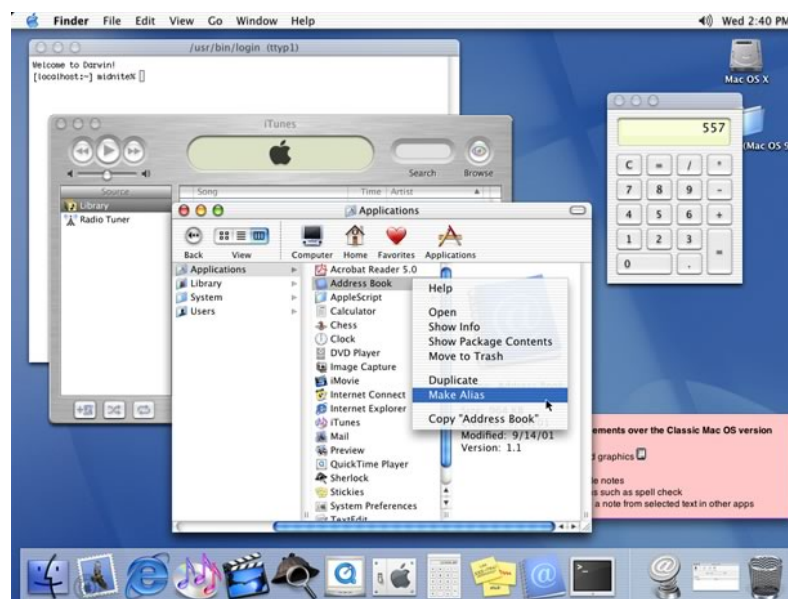 Finder File Edit View Go Window Help
Wed 2:40 PM
/usr/bin/login (ttyp1)
Welcome to Darwin!
[localhost:~] midnite%
Mac OS X
(Mac OS 9
557
C = / *
7 8 9 -
4 5 6 +
1 2 3 =
0 .
iTunes
Search Browse
Source Song Time Artist
Library
Radio Tuner
Applications
Back View Computer Home Favorites Applications
Applications
Library
System
Users
Acrobat Reader 5.0
Address Book
AppleScript
Calculator
Chess
Clock
DVD Player
Image Capture
iMovie
Internet Connect
Internet Explorer
iTunes
Mail
Preview
QuickTime Player
Sherlock
Stickies
System Preferences
TextEdit
Help
Open
Show Info
Show Package Contents
Move to Trash
Duplicate
Make Alias
Copy "Address Book"
Modified: 9/14/01
Version: 1.1
ements over the Classic Mac OS version
d graphics
le notes
s such as spell check
a note from selected text in other apps